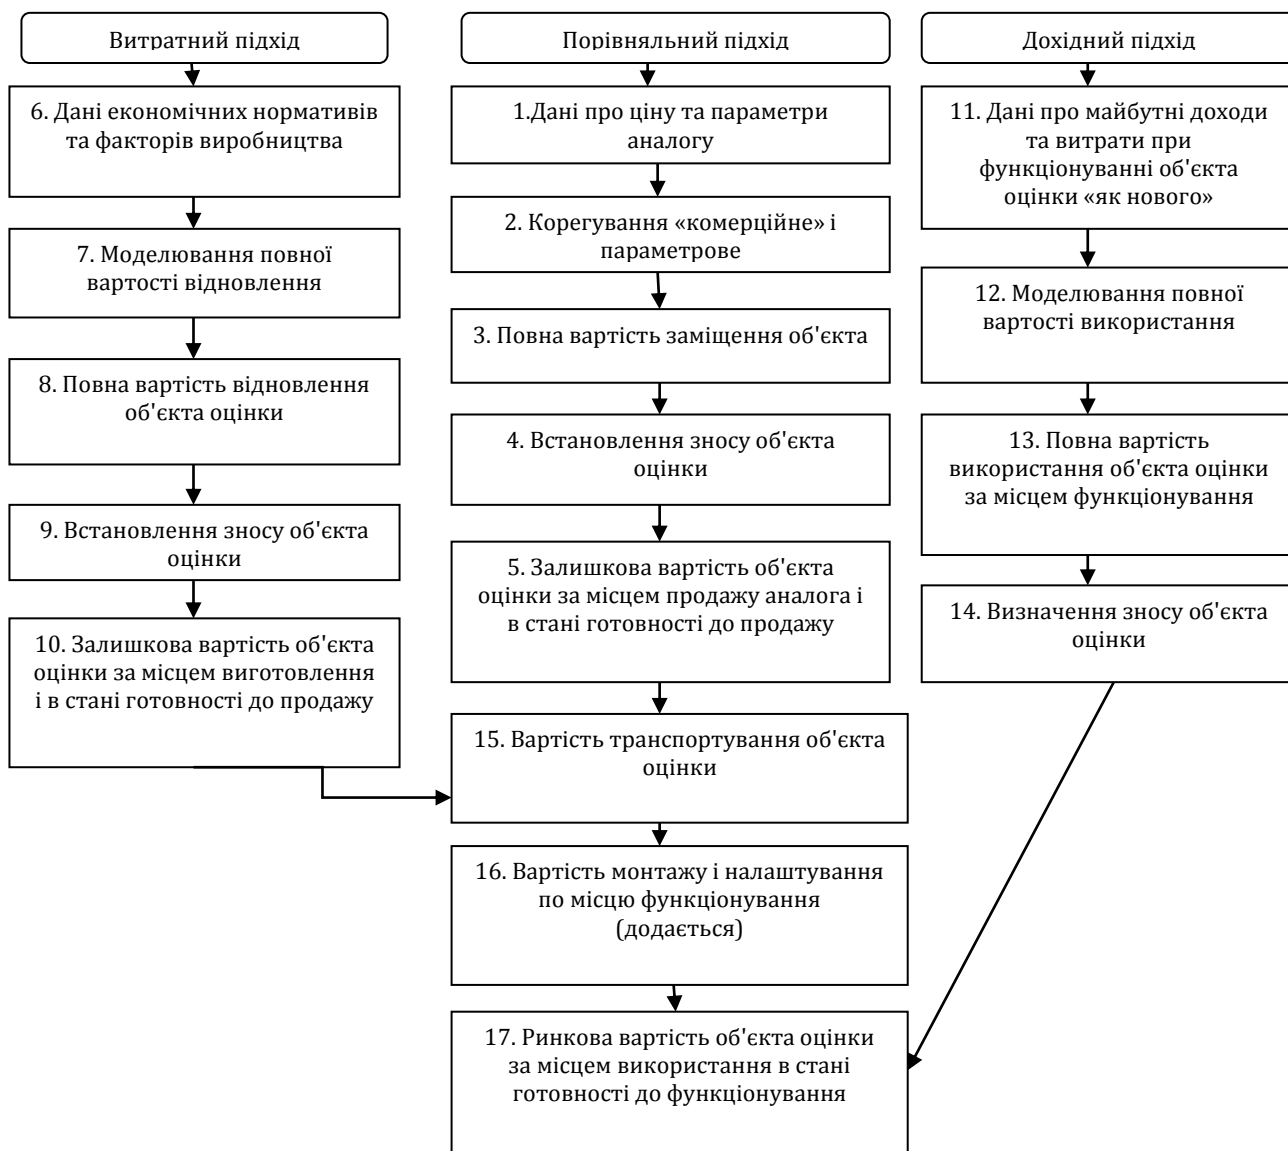 Витратний підхід
6. Дані економічних нормативів
та факторів виробництва
7. Моделювання повної
вартості відновлення
8. Повна вартість відновлення
об'єкта оцінки
9. Встановлення зносу об'єкта
оцінки
10. Залишкова вартість об'єкта
оцінки за місцем виготовлення
і в стані готовності до продажу
Порівняльний підхід
1.Дані про ціну та параметри
аналогу
2. Корегування «комерційне» і
параметрове
3. Повна вартість заміщення об'єкта
4. Встановлення зносу об'єкта
оцінки
5. Залишкова вартість об'єкта
оцінки за місцем продажу аналога і
в стані готовності до продажу
15. Вартість транспортування об'єкта
оцінки
16. Вартість монтажу і налаштування
по місцю функціонування
(додається)
17. Ринкова вартість об'єкта оцінки
за місцем використання в стані
готовності до функціонування
Дохідний підхід
11. Дані про майбутні доходи
та витрати при
функціонуванні об'єкта
оцінки «як нового»
12. Моделювання повної
вартості використання
13. Повна вартість
використання об'єкта оцінки
за місцем функціонування
14. Визначення зносу об'єкта
оцінки